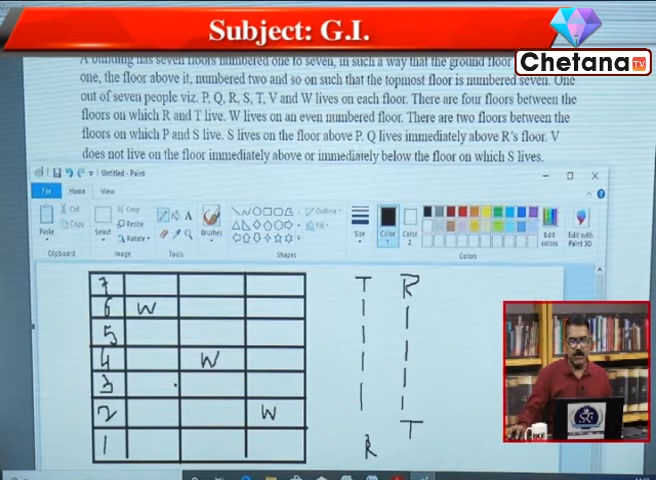 Subject: G.I.
Chetana
TV
A building has seven floors numbered one to seven, in such a way that the ground floor
one, the floor above it, numbered two and so on such that the topmost floor is numbered seven. One
out of seven people viz. P, Q, R, S, T, V and W lives on each floor. There are four floors between the
floors on which R and T live. W lives on an even numbered floor. There are two floors between the
floors on which P and S live. S lives on the floor above P. Q lives immediately above R's floor. V
does not live on the floor immediately above or immediately below the floor on which S lives.
Untitled - Paint
File Home View
Cut
Copy
Paste
Crop
Resize
Rotate
Select
Brushes
Outline
Fill
Size
Color 1
Color 2
Edit colors
Edit with Paint 3D
Clipboard Image Tools Shapes Colors
7 T R
6 W
5
4 W
3
2 W
T
1 R